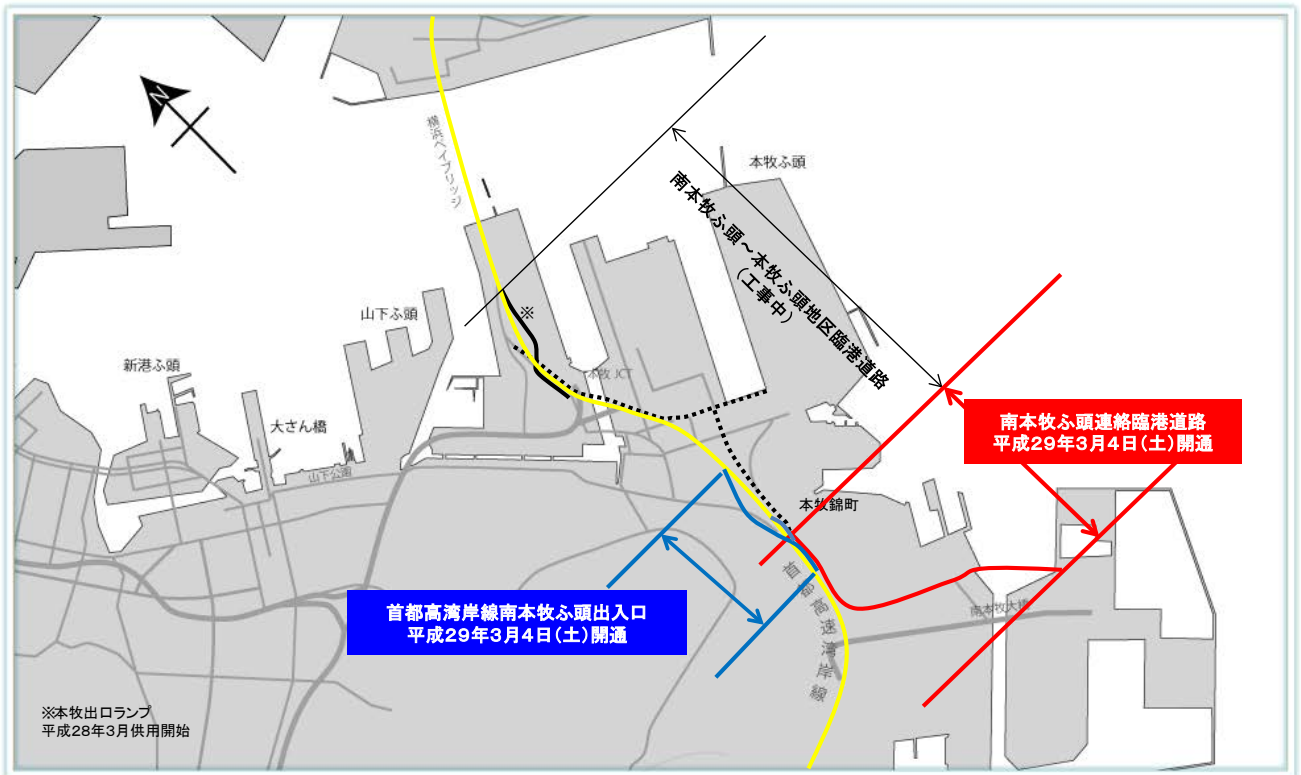 N
横浜ベイブリッジ
本牧ふ頭
南本牧ふ頭～本牧ふ頭地区臨港道路
（工事中）
※
山下ふ頭
新港ふ頭
本牧JCT
大さん橋
山下公園
南本牧ふ頭連絡臨港道路
平成29年3月4日（土）開通
本牧錦町
首都高速湾岸線
南本牧大橋
首都高湾岸線南本牧ふ頭出入口
平成29年3月4日（土）開通
※本牧出口ランプ
平成28年3月供用開始